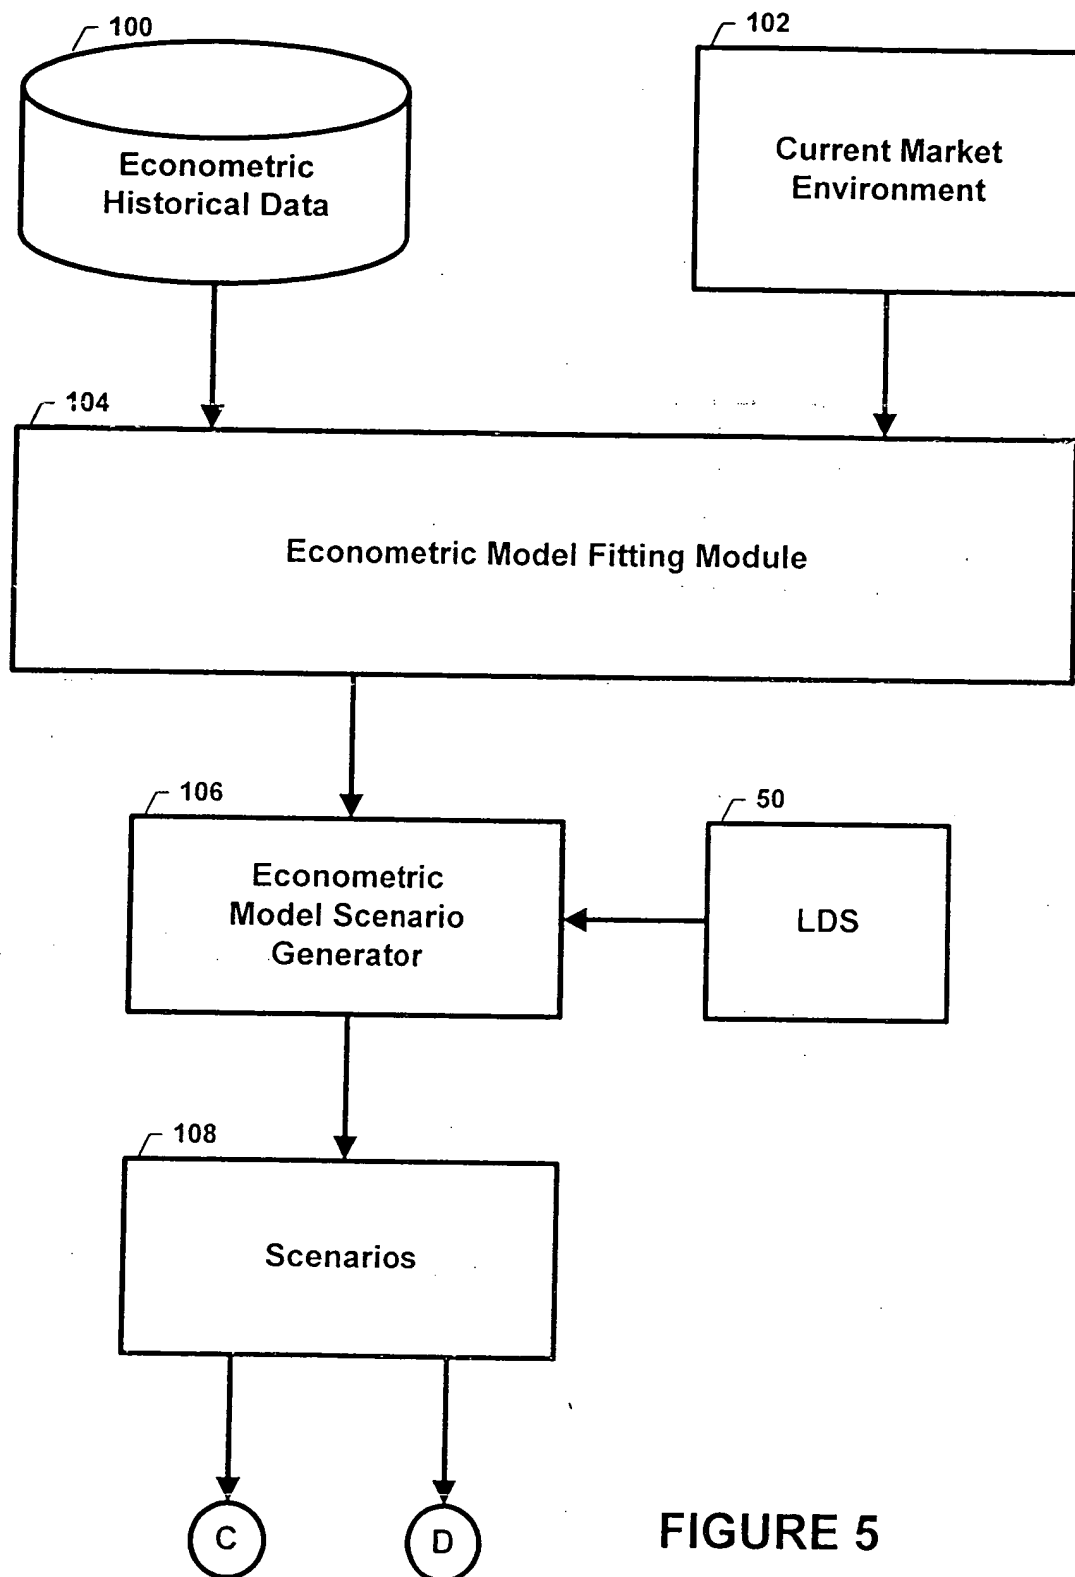 100
Econometric
Historical Data
102
Current Market
Environment
104
Econometric Model Fitting Module
106
Econometric
Model Scenario
Generator
50
LDS
108
Scenarios
C
D
FIGURE 5